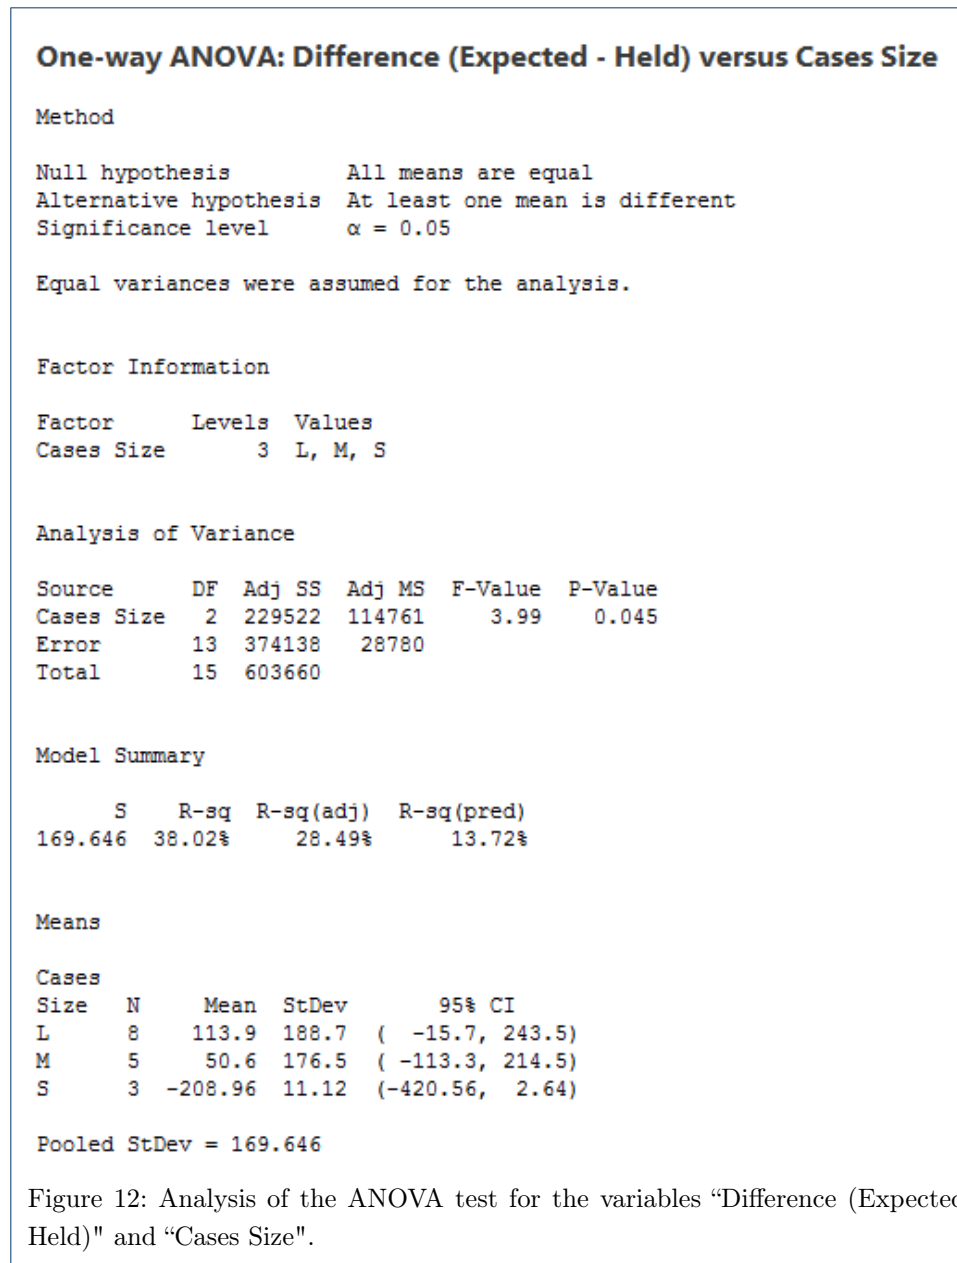 One-way ANOVA: Difference (Expected - Held) versus Cases Size
Method
Null hypothesis All means are equal
Alternative hypothesis At least one mean is different
Significance level α = 0.05
Equal variances were assumed for the analysis.
Factor Information
Factor Levels Values
Cases Size 3 L, M, S
Analysis of Variance
Source DF Adj SS Adj MS F-Value P-Value
Cases Size 2 229522 114761 3.99 0.045
Error 13 374138 28780
Total 15 603660
Model Summary
S R-sq R-sq(adj) R-sq(pred)
169.646 38.02% 28.49% 13.72%
Means
Cases
Size N Mean StDev 95% CI
L 8 113.9 188.7 ( -15.7, 243.5)
M 5 50.6 176.5 ( -113.3, 214.5)
S 3 -208.96 11.12 (-420.56, 2.64)
Pooled StDev = 169.646
Figure 12: Analysis of the ANOVA test for the variables “Difference (Expected
Held)" and “Cases Size".